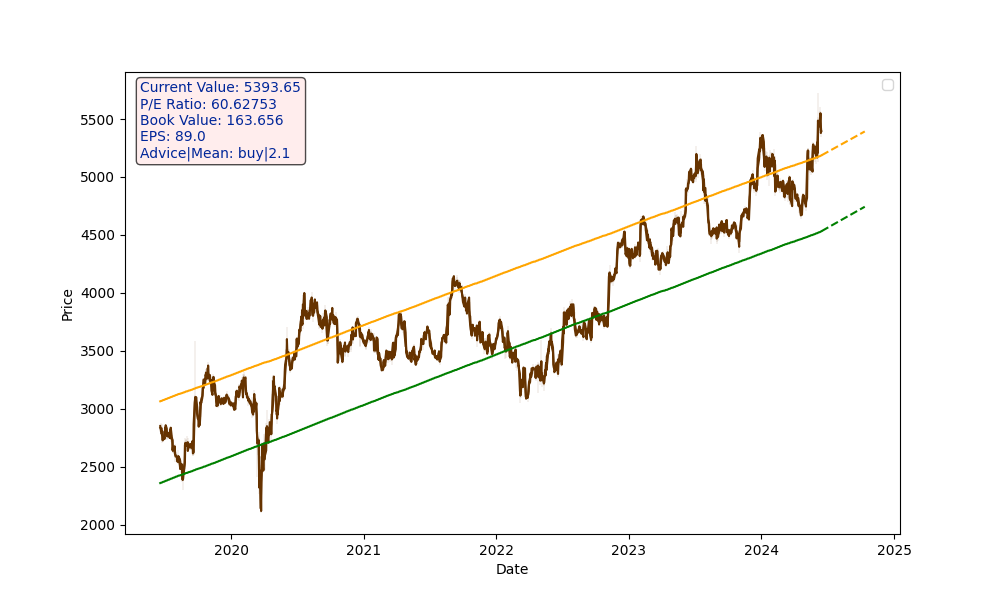 Current Value: 5393.65
P/E Ratio: 60.62753
Book Value: 163.656
EPS: 89.0
Advice|Mean: buy|2.1
5500
5000
4500
4000
3500
3000
2500
2000
Price
2020 2021 2022 2023 2024 2025
Date